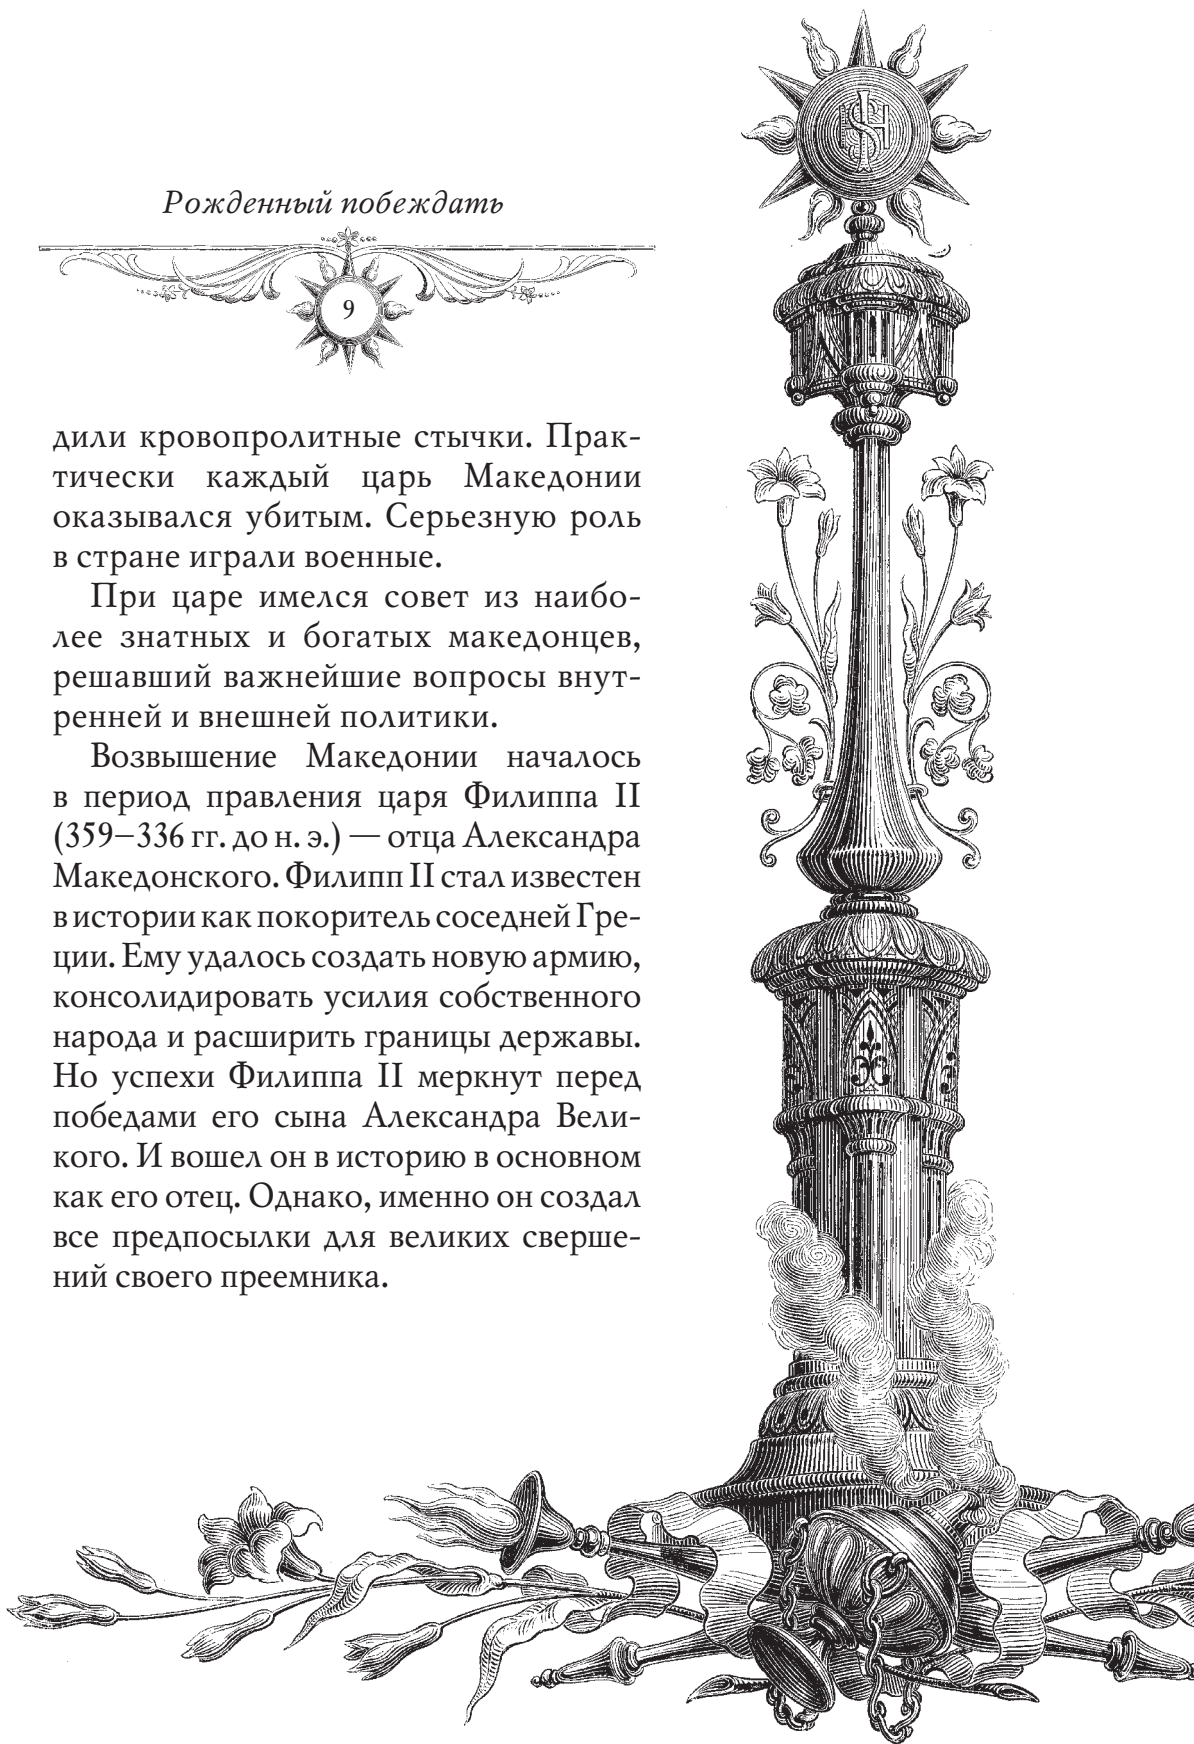 Рожденный побеждать
9
дили кровопролитные стычки. Прак-
тически каждый царь Македонии
оказывался убитым. Серьезную роль
в стране играли военные.
При царе имелся совет из наибо-
лее знатных и богатых македонцев,
решавший важнейшие вопросы внут-
ренней и внешней политики.
Возвышение Македонии началось
в период правления царя Филиппа II
(359–336 гг. до н. э.) — отца Александра
Македонского. Филипп II стал известен
в истории как покоритель соседней Гре-
ции. Ему удалось создать новую армию,
консолидировать усилия собственного
народа и расширить границы державы.
Но успехи Филиппа II меркнут перед
победами его сына Александра Вели-
кого. И вошел он в историю в основном
как его отец. Однако, именно он создал
все предпосылки для великих сверше-
ний своего преемника.
IHS